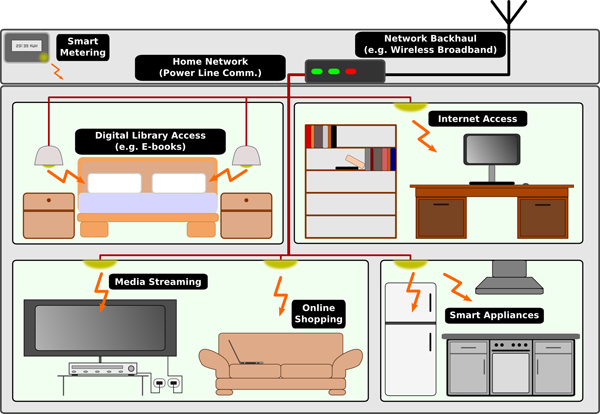 Smart
Metering
Home Network
(Power Line Comm.)
Network Backhaul
(e.g. Wireless Broadband)
Digital Library Access
(e.g. E-books)
Internet Access
Media Streaming
Online
Shopping
Smart Appliances